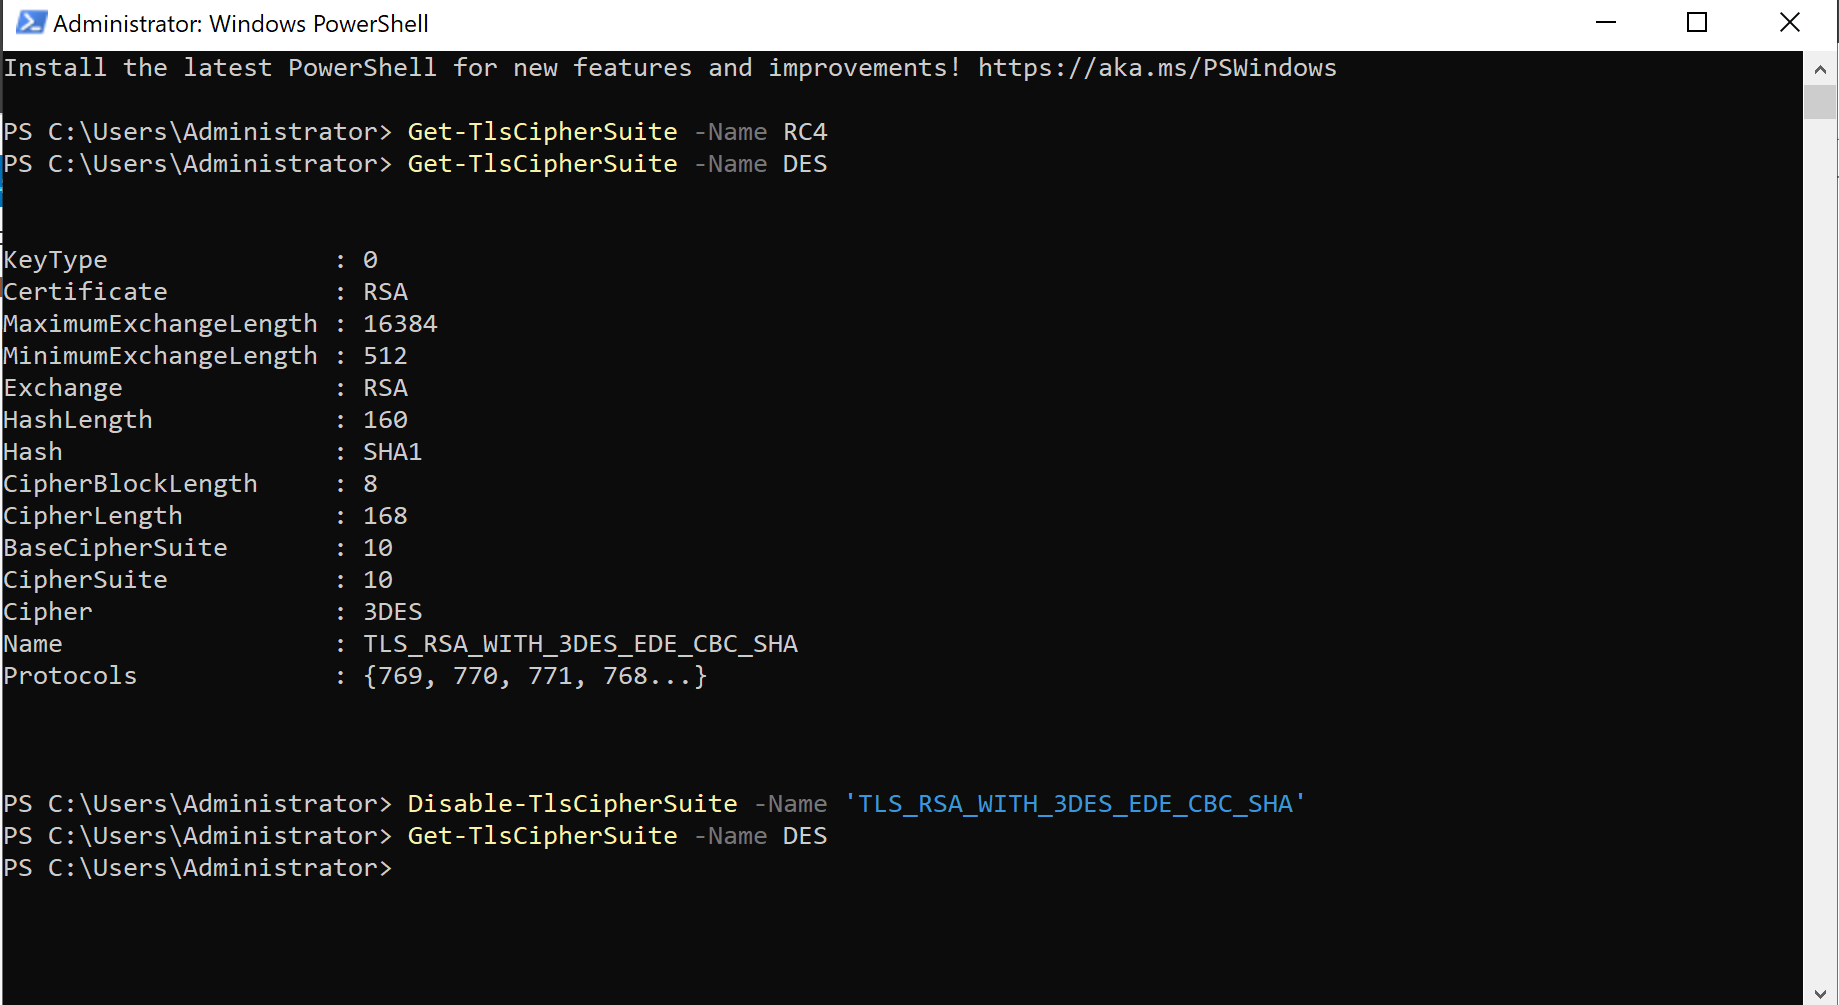 Administrator: Windows PowerShell
Install the latest PowerShell for new features and improvements! https://aka.ms/PSWindows
PS C:\Users\Administrator> Get-TlsCipherSuite -Name RC4
PS C:\Users\Administrator> Get-TlsCipherSuite -Name DES
KeyType : 0
Certificate : RSA
MaximumExchangeLength : 16384
MinimumExchangeLength : 512
Exchange : RSA
HashLength : 160
Hash : SHA1
CipherBlockLength : 8
CipherLength : 168
BaseCipherSuite : 10
CipherSuite : 10
Cipher : 3DES
Name : TLS_RSA_WITH_3DES_EDE_CBC_SHA
Protocols : {769, 770, 771, 768...}
PS C:\Users\Administrator> Disable-TlsCipherSuite -Name 'TLS_RSA_WITH_3DES_EDE_CBC_SHA'
PS C:\Users\Administrator> Get-TlsCipherSuite -Name DES
PS C:\Users\Administrator>